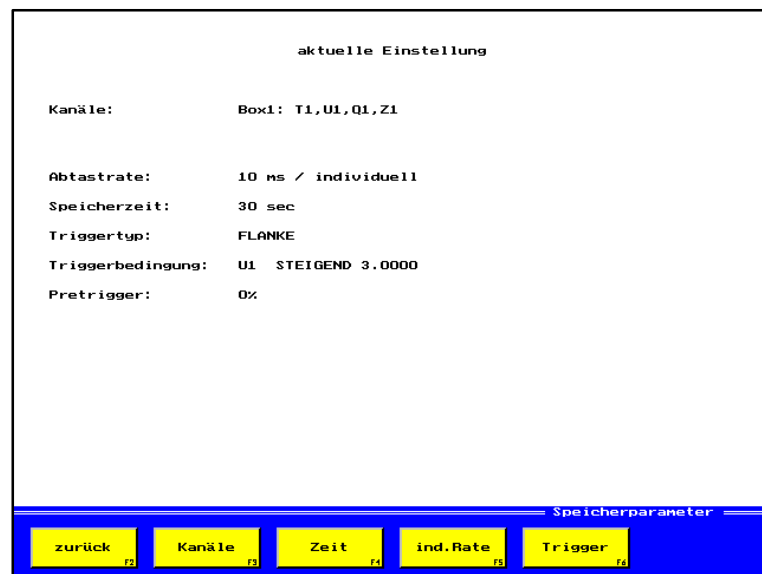 aktuelle Einstellung
Kanäle: Box1: T1,U1,Q1,Z1
Abtastrate: 10 ms / individuell
Speicherzeit: 30 sec
Triggertyp: FLANKE
Triggerbedingung: U1 STEIGEND 3.0000
Pretrigger: 0%
Speicherparameter
zurück F2 Kanäle F3 Zeit F4 ind.Rate F5 Trigger F6